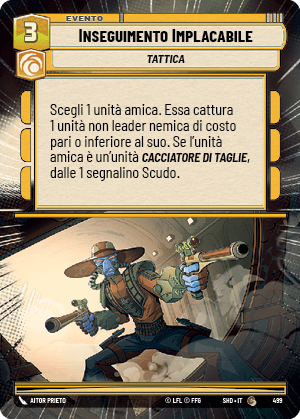 EVENTO
3
INSEGUIMENTO IMPLACABILE
TATTICA
Scegli 1 unità amica. Essa cattura
1 unità non leader nemica di costo
pari o inferiore al suo. Se l'unità
amica è un'unità CACCIATORE DI TAGLIE,
dalle 1 segnalino Scudo.
AITOR PRIETO
© LFL © FFG
SHD • IT
499